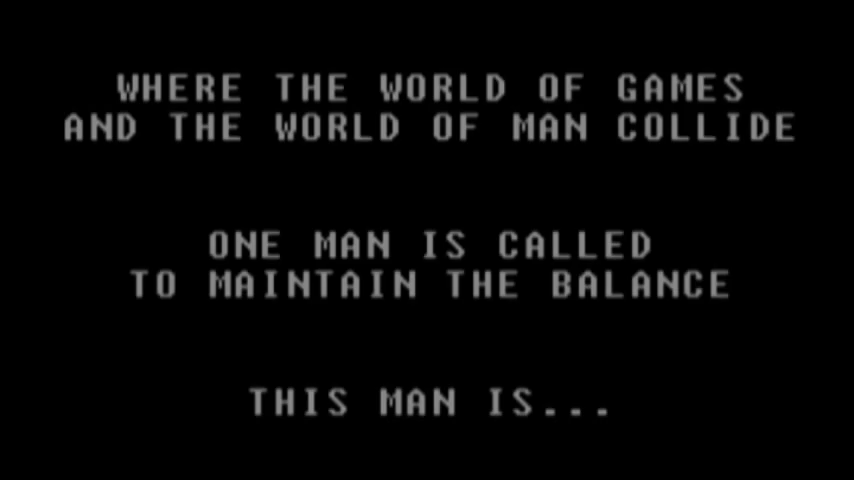 WHERE THE WORLD OF GAMES
AND THE WORLD OF MAN COLLIDE
ONE MAN IS CALLED
TO MAINTAIN THE BALANCE
THIS MAN IS...